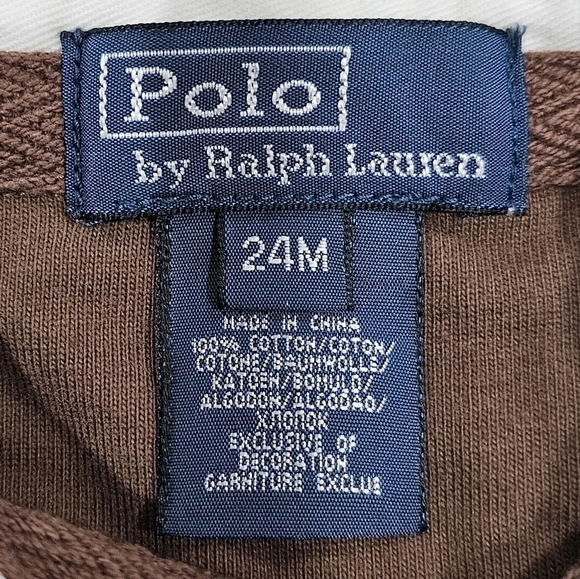 Polo
by Ralph Lauren
24M
MADE IN CHINA
100% COTTON/COTON/
COTONE/BAUMWOLLE/
KATOEN/BOMULD/
ALGODON/ALGODAO/
ХЛОПОК
EXCLUSIVE OF
DECORATION
GARNITURE EXCLUE